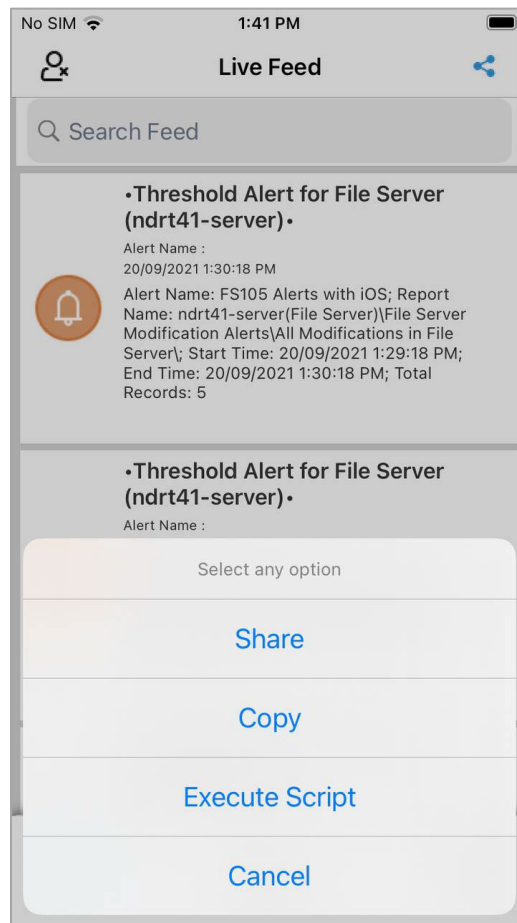 No SIM 1:41 PM
Live Feed
Search Feed
•Threshold Alert for File Server
(ndrt41-server)•
Alert Name :
20/09/2021 1:30:18 PM
Alert Name: FS105 Alerts with iOS; Report
Name: ndrt41-server(File Server)\File Server
Modification Alerts\All Modifications in File
Server\; Start Time: 20/09/2021 1:29:18 PM;
End Time: 20/09/2021 1:30:18 PM; Total
Records: 5
•Threshold Alert for File Server
(ndrt41-server)•
Alert Name :
Select any option
Share
Copy
Execute Script
Cancel